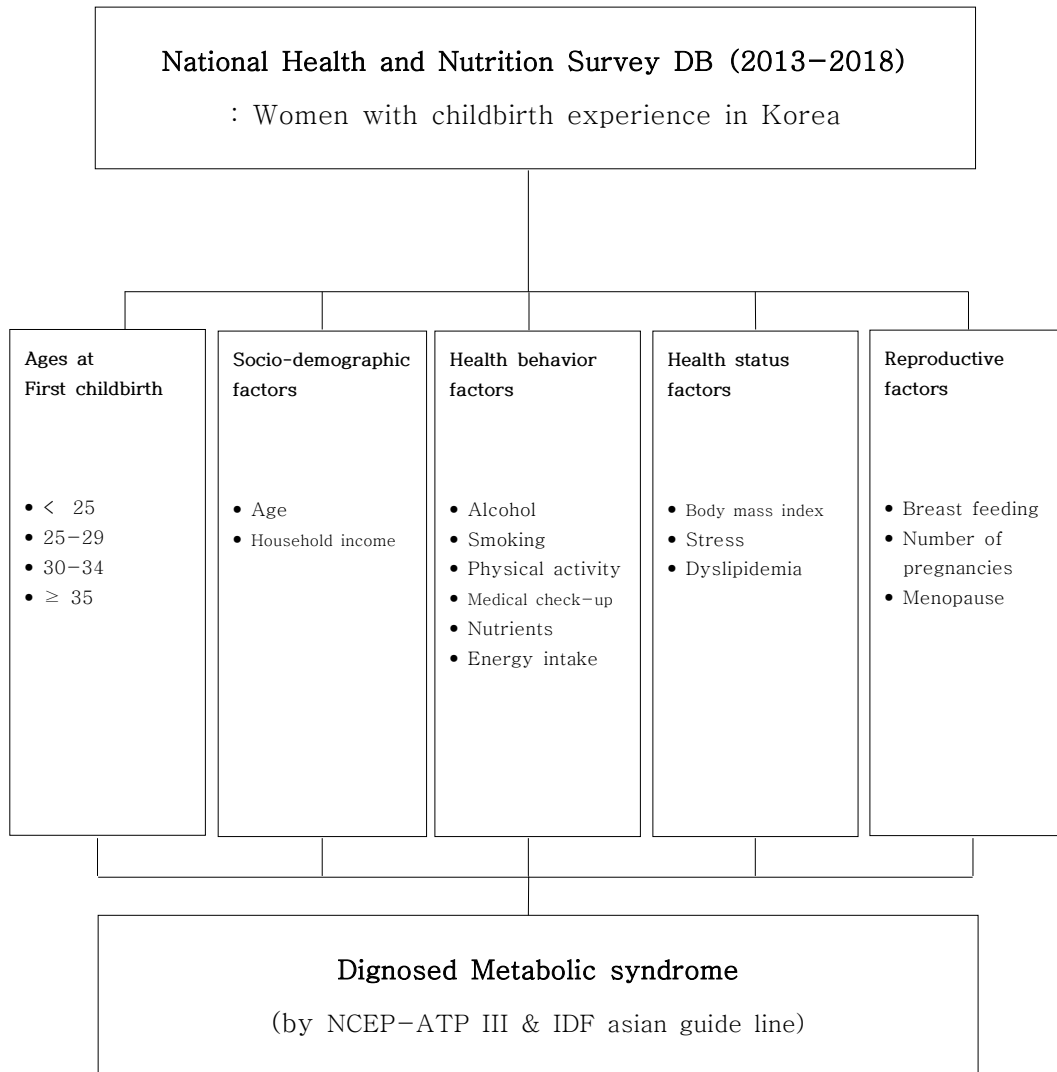 National Health and Nutrition Survey DB (2013-2018)
: Women with childbirth experience in Korea
Ages at
First childbirth
• < 25
• 25-29
• 30-34
• ≥ 35
Socio-demographic
factors
• Age
• Household income
Health behavior
factors
• Alcohol
• Smoking
• Physical activity
• Medical check-up
• Nutrients
• Energy intake
Health status
factors
• Body mass index
• Stress
• Dyslipidemia
Reproductive
factors
• Breast feeding
• Number of
pregnancies
• Menopause
Dignosed Metabolic syndrome
(by NCEP-ATP III & IDF asian guide line)